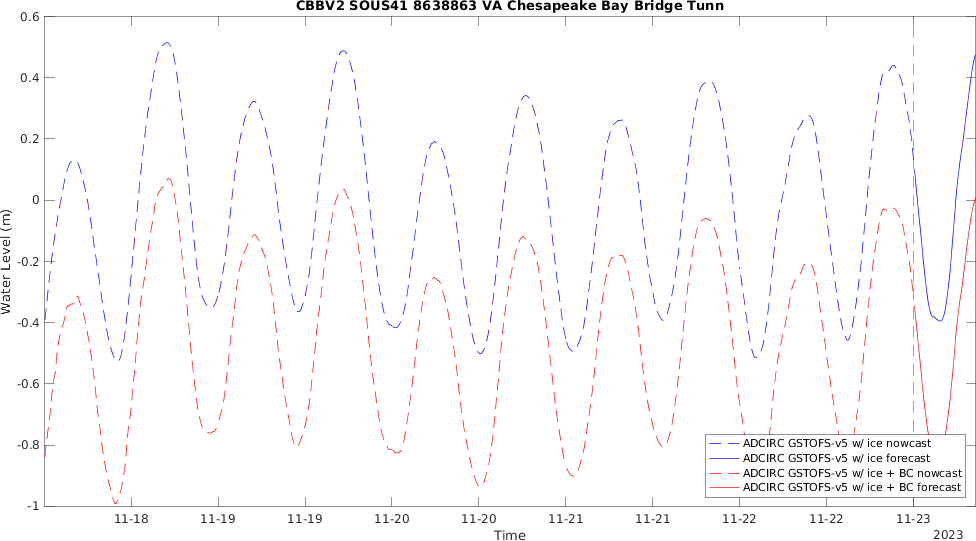 CBBV2 SOUS41 8638863 VA Chesapeake Bay Bridge Tunn
0.6
0.4
0.2
0
-0.2
-0.4
-0.6
-0.8
-1
Water Level (m)
ADCIRC GSTOFS-v5 w/ ice nowcast
ADCIRC GSTOFS-v5 w/ ice forecast
ADCIRC GSTOFS-v5 w/ ice + BC nowcast
ADCIRC GSTOFS-v5 w/ ice + BC forecast
11-18 11-19 11-19 11-20 11-20 11-21 11-21 11-22 11-22 11-23
Time
2023